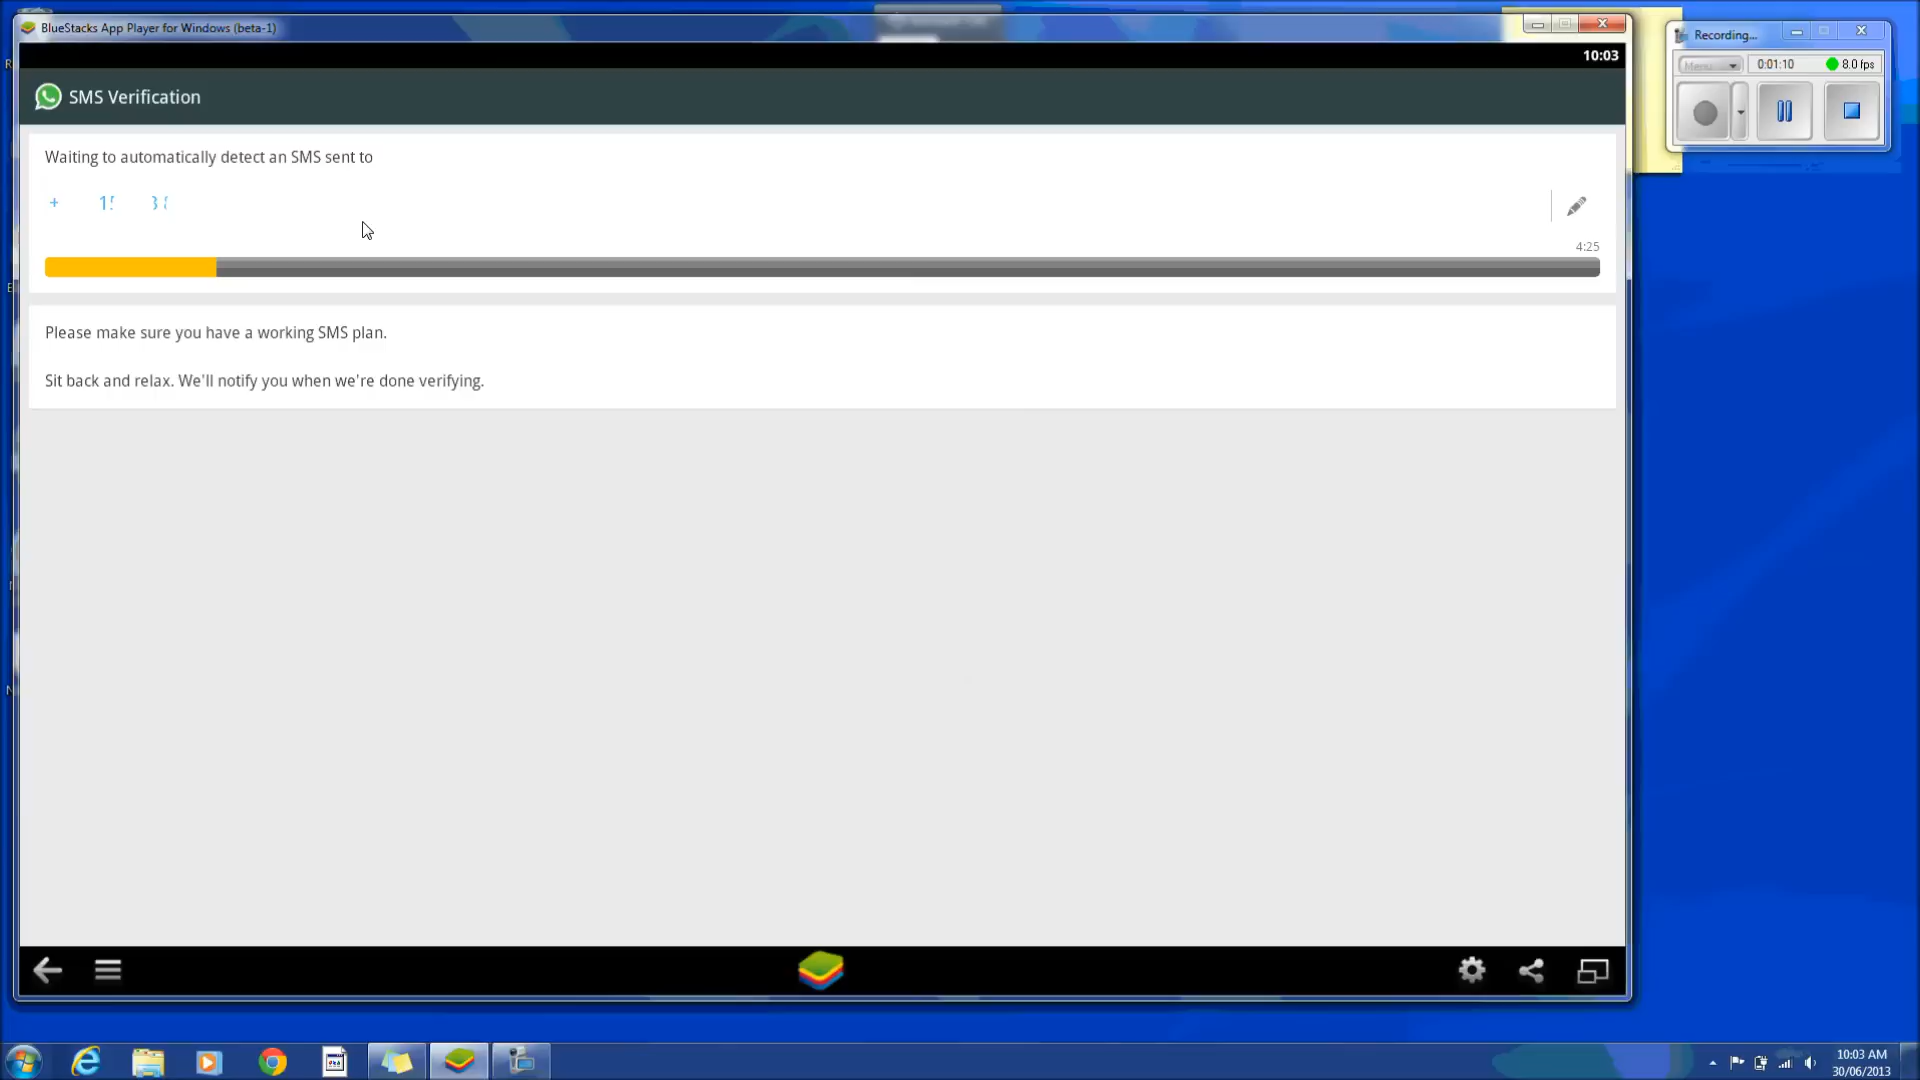 BlueStacks App Player for Windows (beta-1)
Recording...
10:03
Menu
0:01:10
8.0 fps
SMS Verification
Waiting to automatically detect an SMS sent to
+
4:25
Please make sure you have a working SMS plan.
Sit back and relax. We'll notify you when we're done verifying.
10:03 AM
30/06/2013